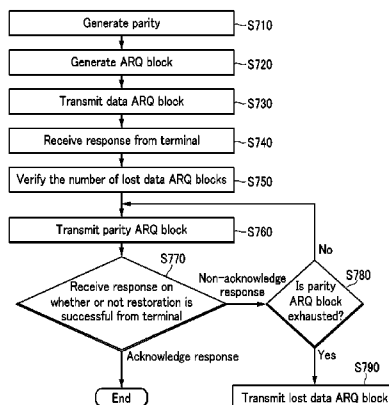 Generate parity
S710
Generate ARQ block
S720
Transmit data ARQ block
S730
Receive response from terminal
S740
Verify the number of lost data ARQ blocks
S750
Transmit parity ARQ block
S760
S770
Receive response on
whether or not restoration is
successful from terminal
Non-acknowledge
response
No
S780
Is parity
ARQ block
exhausted?
Acknowledge response
Yes
End
S790
Transmit lost data ARQ block